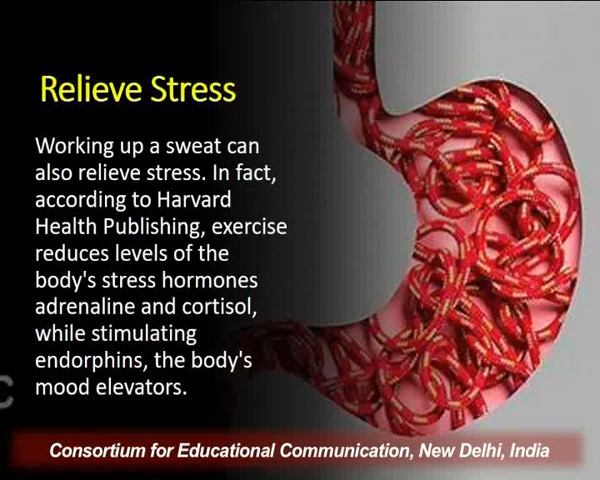 Relieve Stress
Working up a sweat can
also relieve stress. In fact,
according to Harvard
Health Publishing, exercise
reduces levels of the
body's stress hormones
adrenaline and cortisol,
while stimulating
endorphins, the body's
mood elevators.
C
Consortium for Educational Communication, New Delhi, India